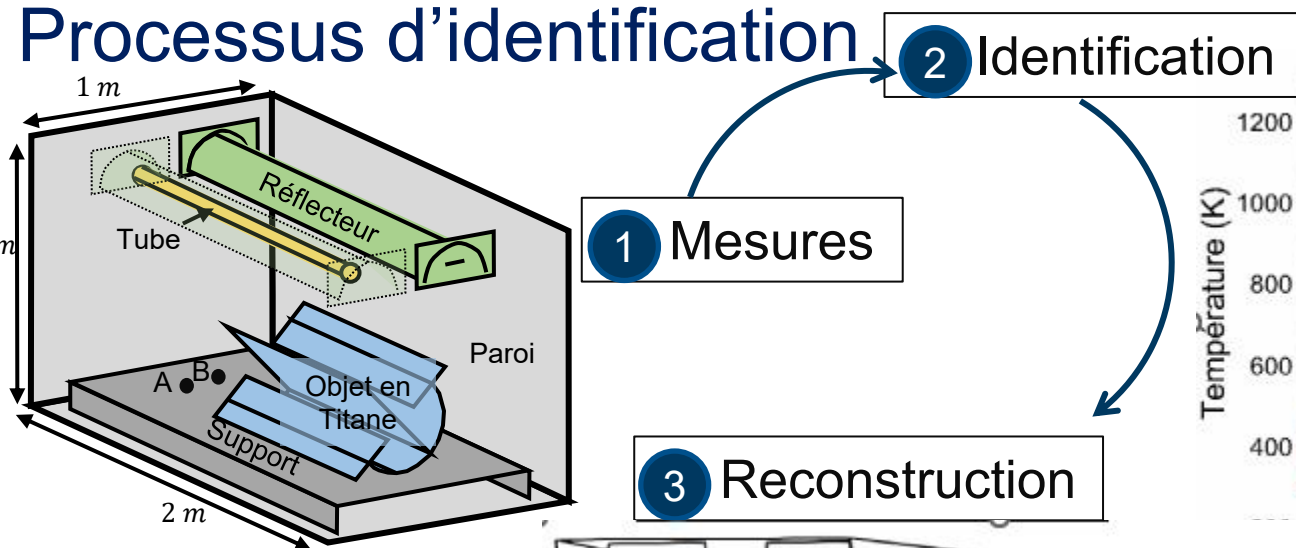 Processus d’identification
2 Identification
1 m
1200
Réflecteur
1000
Température (K)
Tube
1 Mesures
m
800
Paroi
A
B
Objet en
Titane
600
Support
400
3 Reconstruction
2 m